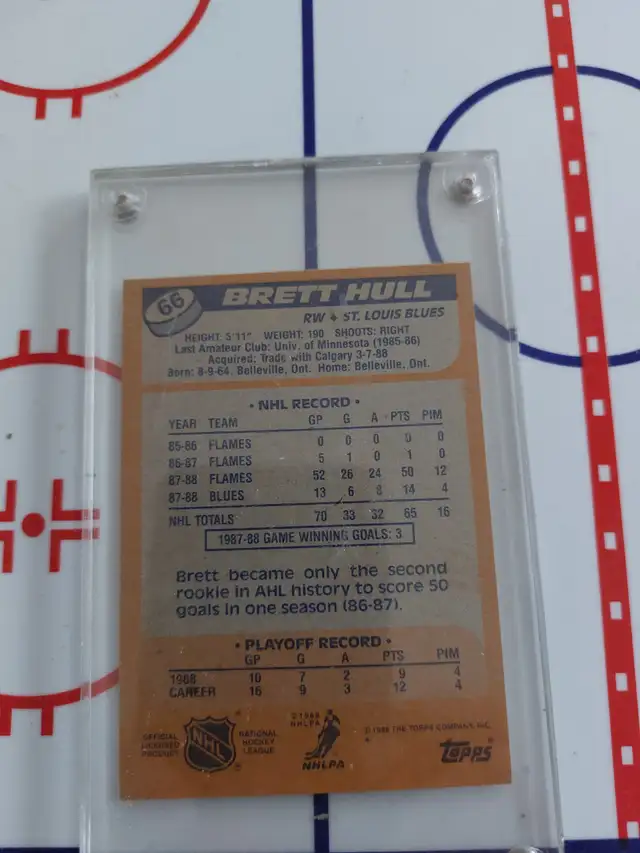 66
BRETT HULL
RW ♦ ST. LOUIS BLUES
HEIGHT: 5'11" WEIGHT: 190 SHOOTS: RIGHT
Last Amateur Club: Univ. of Minnesota (1985-86)
Acquired: Trade with Calgary 3-7-88
Born: 8-9-64, Belleville, Ont. Home: Belleville, Ont.
• NHL RECORD •
YEAR TEAM GP G A PTS PIM
85-86 FLAMES 0 0 0 0 0
86-87 FLAMES 5 1 0 1 0
87-88 FLAMES 52 26 24 50 12
87-88 BLUES 13 6 8 14 4
NHL TOTALS 70 33 32 65 16
1987-88 GAME WINNING GOALS: 3
Brett became only the second
rookie in AHL history to score 50
goals in one season (86-87).
• PLAYOFF RECORD •
GP G A PTS PIM
1988 10 7 2 9 4
CAREER 16 9 3 12 4
OFFICIAL
LICENSED
PRODUCT
NHL
®
NATIONAL
HOCKEY
LEAGUE
©1988
NHLPA
NHLPA
©1988 THE TOPPS COMPANY, INC.
topps®